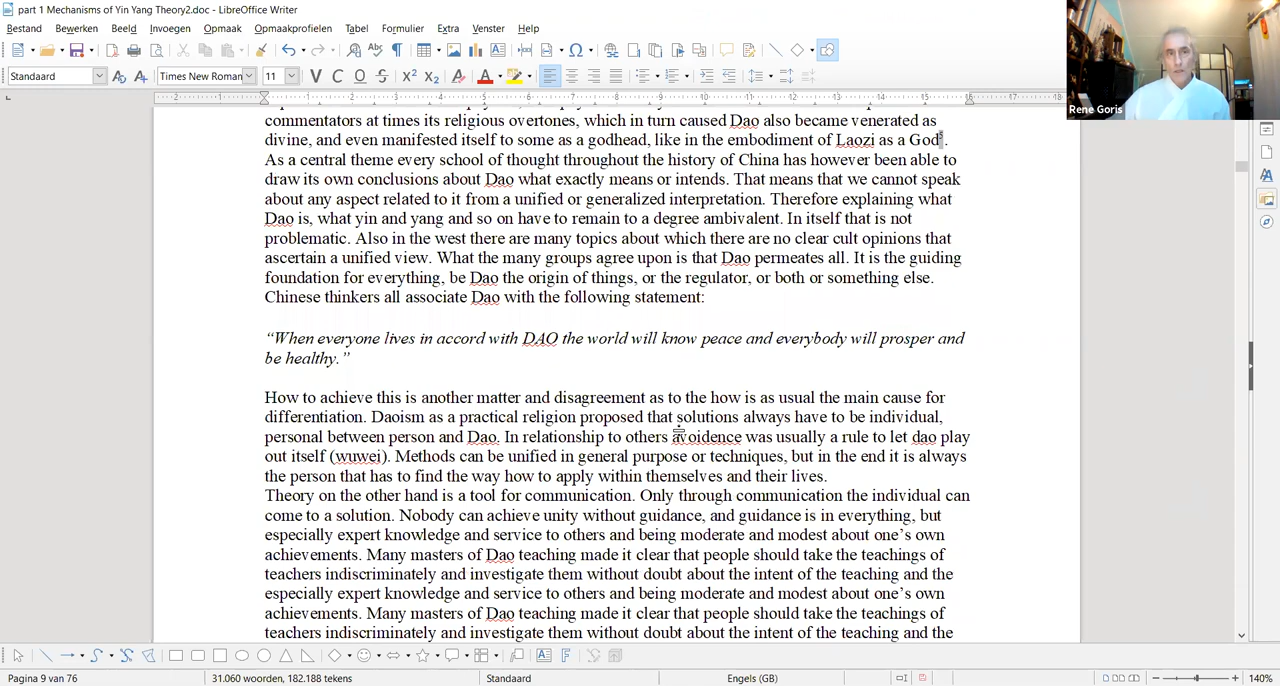 part 1 Mechanisms of Yin Yang Theory2.doc - LibreOffice Writer
Bestand Bewerken Beeld Invoegen Opmaak Opmaakprofielen Tabel Formulier Extra Venster Help
Standaard Times New Roman 11
Rene Goris
2 1 1 2 3 4 5 6 7 8 9 10 11 12 13 14 15 16 17 18
commentators
its religious overtones, which in turn caused Dao also became venerated as
divine, and even manifested itself to some as a godhead, like in the embodiment of Laozi as a God5.
As a central theme every school of thought throughout the history of China has however been able to
draw its own conclusions about Dao what exactly means or intends. That means that we cannot speak
about any aspect related to it from a unified or generalized interpretation. Therefore explaining what
Dao is, what yin and yang and so on have to remain to a degree ambivalent. In itself that is not
problematic. Also in the west there are many topics about which there are no clear cult opinions that
ascertain a unified view. What the many groups agree upon is that Dao permeates all. It is the guiding
foundation for everything, be Dao the origin of things, or the regulator, or both or something else.
Chinese thinkers all associate Dao with the following statement:
“When everyone lives in accord with DAO the world will know peace and everybody will prosper and
be healthy.”
How to achieve this is another matter and disagreement as to the how is as usual the main cause for
differentiation. Daoism as a practical religion proposed that solutions always have to be individual,
personal between person and Dao. In relationship to others avoidence was usually a rule to let dao play
out itself (wuwei). Methods can be unified in general purpose or techniques, but in the end it is always
the person that has to find the way how to apply within themselves and their lives.
Theory on the other hand is a tool for communication. Only through communication the individual can
come to a solution. Nobody can achieve unity without guidance, and guidance is in everything, but
especially expert knowledge and service to others and being moderate and modest about one’s own
achievements. Many masters of Dao teaching made it clear that people should take the teachings of
teachers indiscriminately and investigate them without doubt about the intent of the teaching and the
especially expert knowledge and service to others and being moderate and modest about one’s own
achievements. Many masters of Dao teaching made it clear that people should take the teachings of
teachers indiscriminately and investigate them without doubt about the intent of the teaching and the
Pagina 9 van 76 31.060 woorden, 182.188 tekens Standaard Engels (GB) 140%